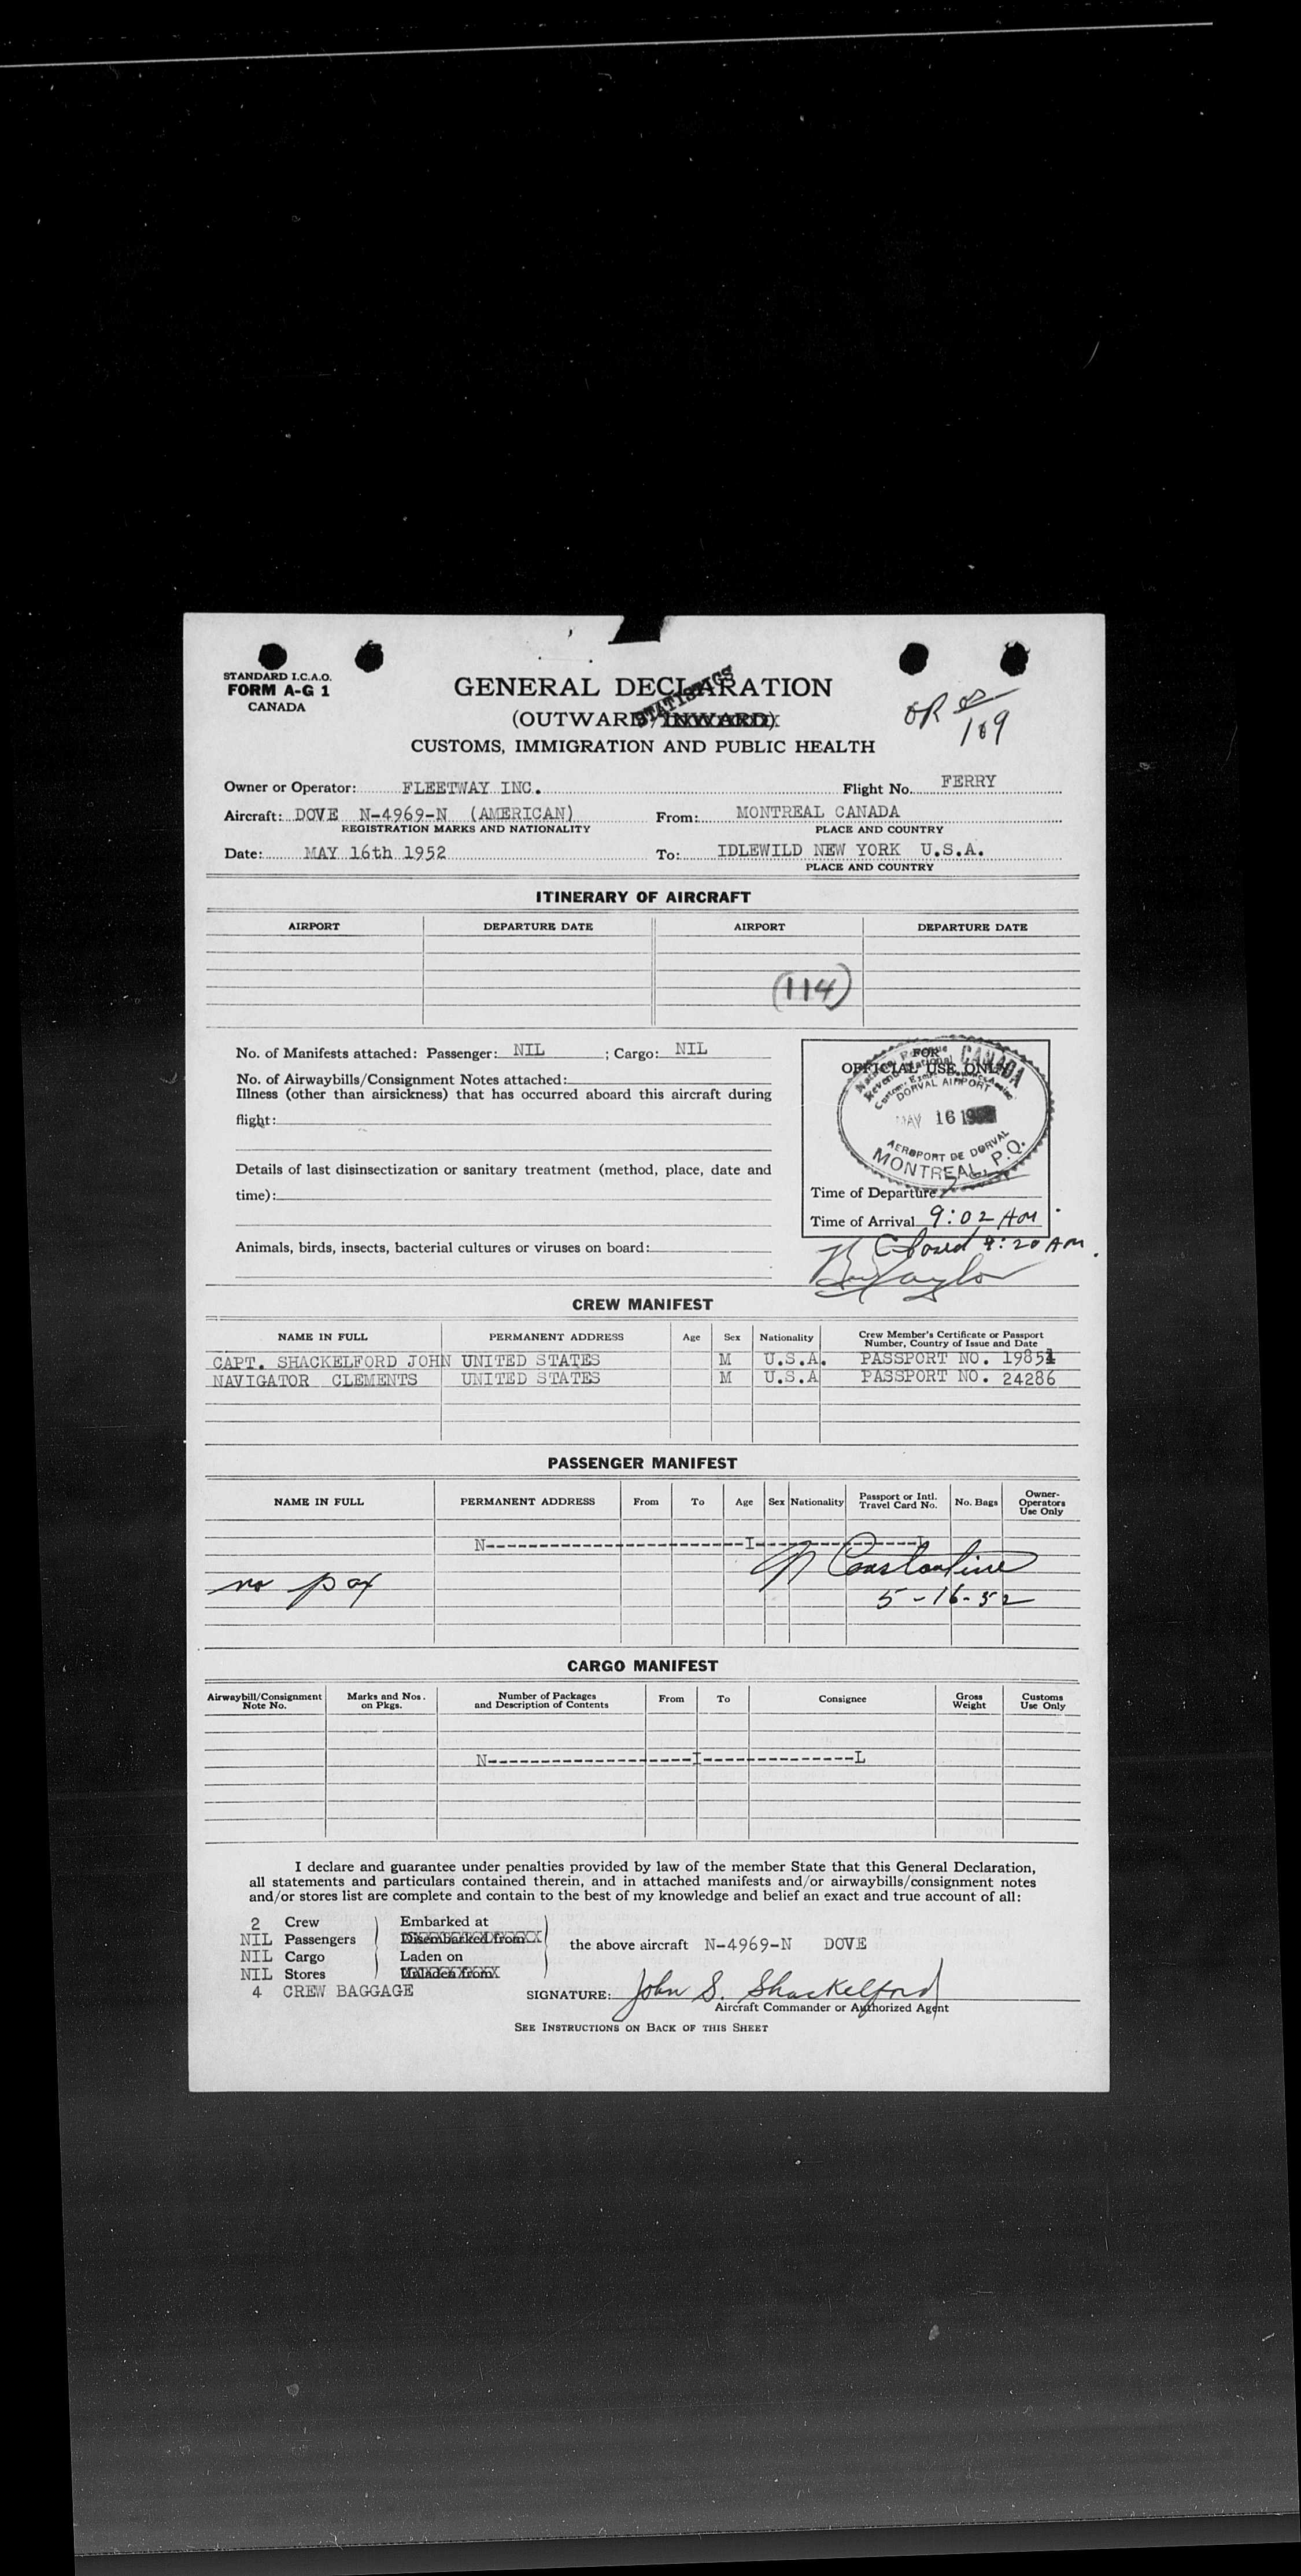 STANDARD I.C.A.O.
FORM A-G 1
CANADA
GENERAL DECLARATION
STATISTICS
(OUTWARD/INWARD)
CUSTOMS, IMMIGRATION AND PUBLIC HEALTH
OR
109
Owner or Operator: FLEETWAY INC. Flight No. FERRY
Aircraft: DOVE N-4969-N (AMERICAN) From: MONTREAL CANADA
REGISTRATION MARKS AND NATIONALITY PLACE AND COUNTRY
Date: MAY 16th 1952 To: IDLEWILD NEW YORK U.S.A.
PLACE AND COUNTRY
ITINERARY OF AIRCRAFT
AIRPORT DEPARTURE DATE AIRPORT DEPARTURE DATE
(114)
No. of Manifests attached: Passenger: NIL ; Cargo: NIL
No. of Airwaybills/Consignment Notes attached:
Illness (other than airsickness) that has occurred aboard this aircraft during
flight:
Details of last disinsectization or sanitary treatment (method, place, date and
time):
Animals, birds, insects, bacterial cultures or viruses on board:
FOR
OFFICIAL USE ONLY
CANADA
DORVAL AIRPORT
MAY 16
AEROPORT DE DORVAL
MONTREAL, P.Q.
Time of Departure
Time of Arrival 9:02 AM
Closed 9:20 AM.
Taylor
CREW MANIFEST
NAME IN FULL PERMANENT ADDRESS Age Sex Nationality Crew Member's Certificate or Passport
Number, Country of Issue and Date
CAPT. SHACKELFORD JOHN UNITED STATES M U.S.A. PASSPORT NO. 19851
NAVIGATOR CLEMENTS UNITED STATES M U.S.A PASSPORT NO. 24286
PASSENGER MANIFEST
NAME IN FULL PERMANENT ADDRESS From To Age Sex Nationality Passport or Intl.
Travel Card No. No. Bags Owner-
Operators
Use Only
N------------------------I---------------L
no pax
N Constantine
5-16-52
CARGO MANIFEST
Airwaybill/Consignment
Note No. Marks and Nos.
on Pkgs. Number of Packages
and Description of Contents From To Consignee Gross
Weight Customs
Use Only
N-------------------I--------------L
I declare and guarantee under penalties provided by law of the member State that this General Declaration,
all statements and particulars contained therein, and in attached manifests and/or airwaybills/consignment notes
and/or stores list are complete and contain to the best of my knowledge and belief an exact and true account of all:
2 Crew Embarked at
NIL Passengers Disembarked from
NIL Cargo Laden on
NIL Stores Unladen from
the above aircraft N-4969-N DOVE
4 CREW BAGGAGE
SIGNATURE: John S. Shackelford
Aircraft Commander or Authorized Agent
SEE INSTRUCTIONS ON BACK OF THIS SHEET